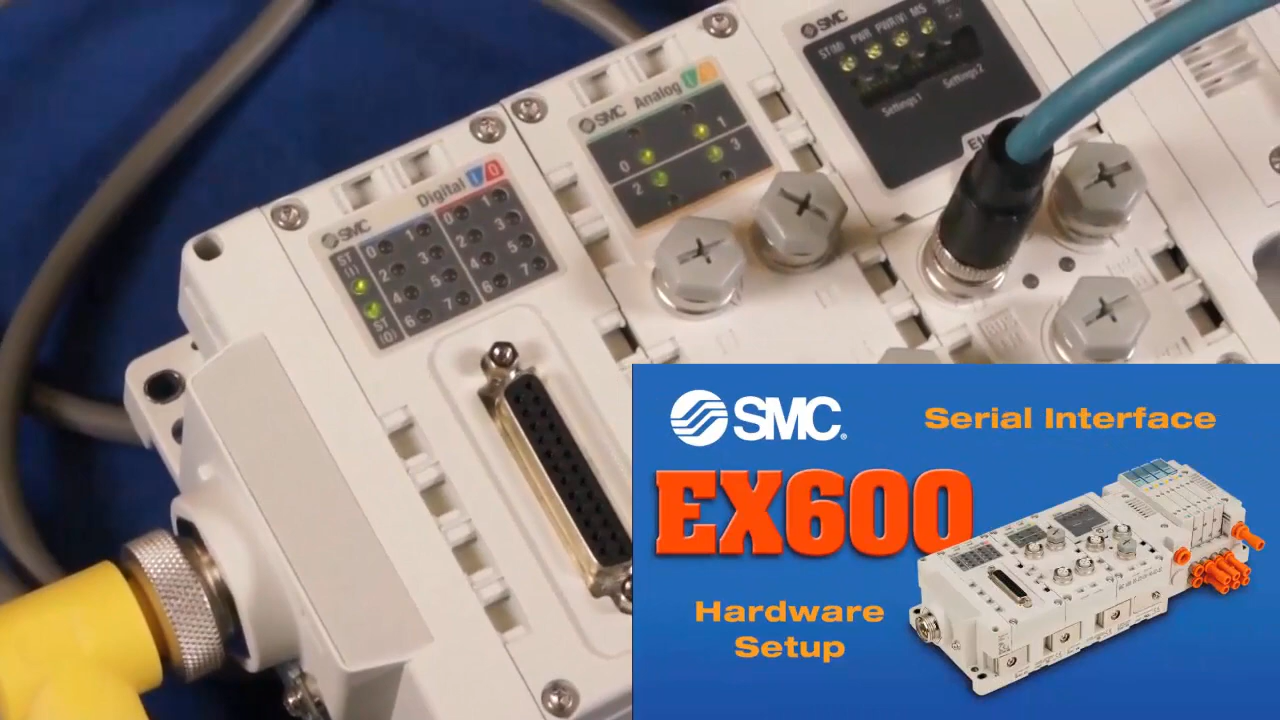 SMC
ST(M) PWR PWR(V) MS
Settings1 Settings2
SMC Analog
0 1
2 3
SMC Digital I O
ST (I) 0 1 0 1
2 3 2 3
4 5 4 5
ST (O) 6 7 6 7
SMC
Serial Interface
EX600
Hardware
Setup